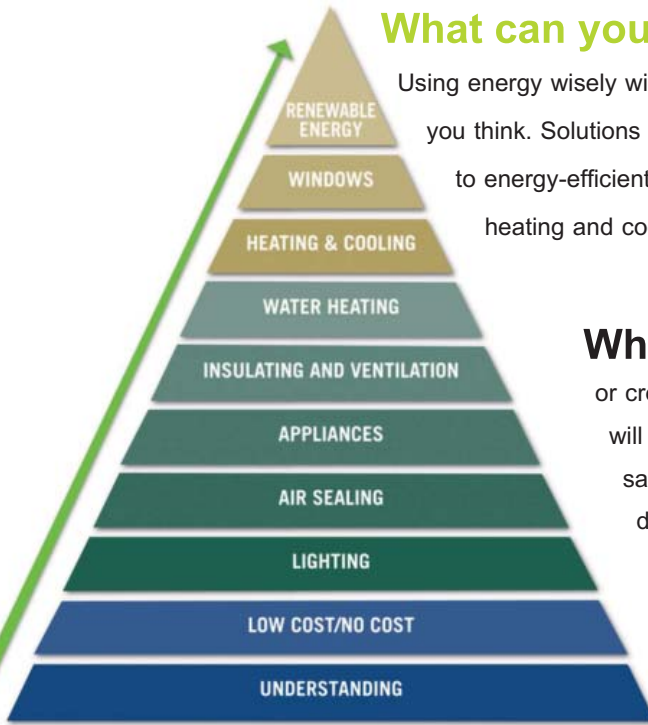 What can you
Using energy wisely wi
you think. Solutions
to energy-efficient
heating and co
Wh
or cre
will
sa
d
RENEWABLE
ENERGY
WINDOWS
HEATING & COOLING
WATER HEATING
INSULATING AND VENTILATION
APPLIANCES
AIR SEALING
LIGHTING
LOW COST/NO COST
UNDERSTANDING